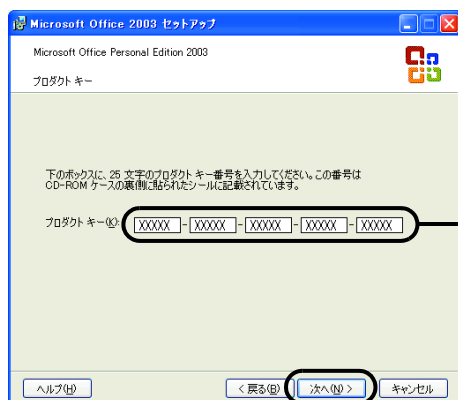 Microsoft Office 2003 セットアップ
Microsoft Office Personal Edition 2003
プロダクト キー
下のボックスに、25 文字のプロダクト キー番号を入力してください。この番号は
CD-ROM ケースの裏側に貼られたシールに記載されています。
プロダクト キー(K): XXXXX - XXXXX - XXXXX - XXXXX - XXXXX
ヘルプ(H) < 戻る(B) 次へ(N) > キャンセル